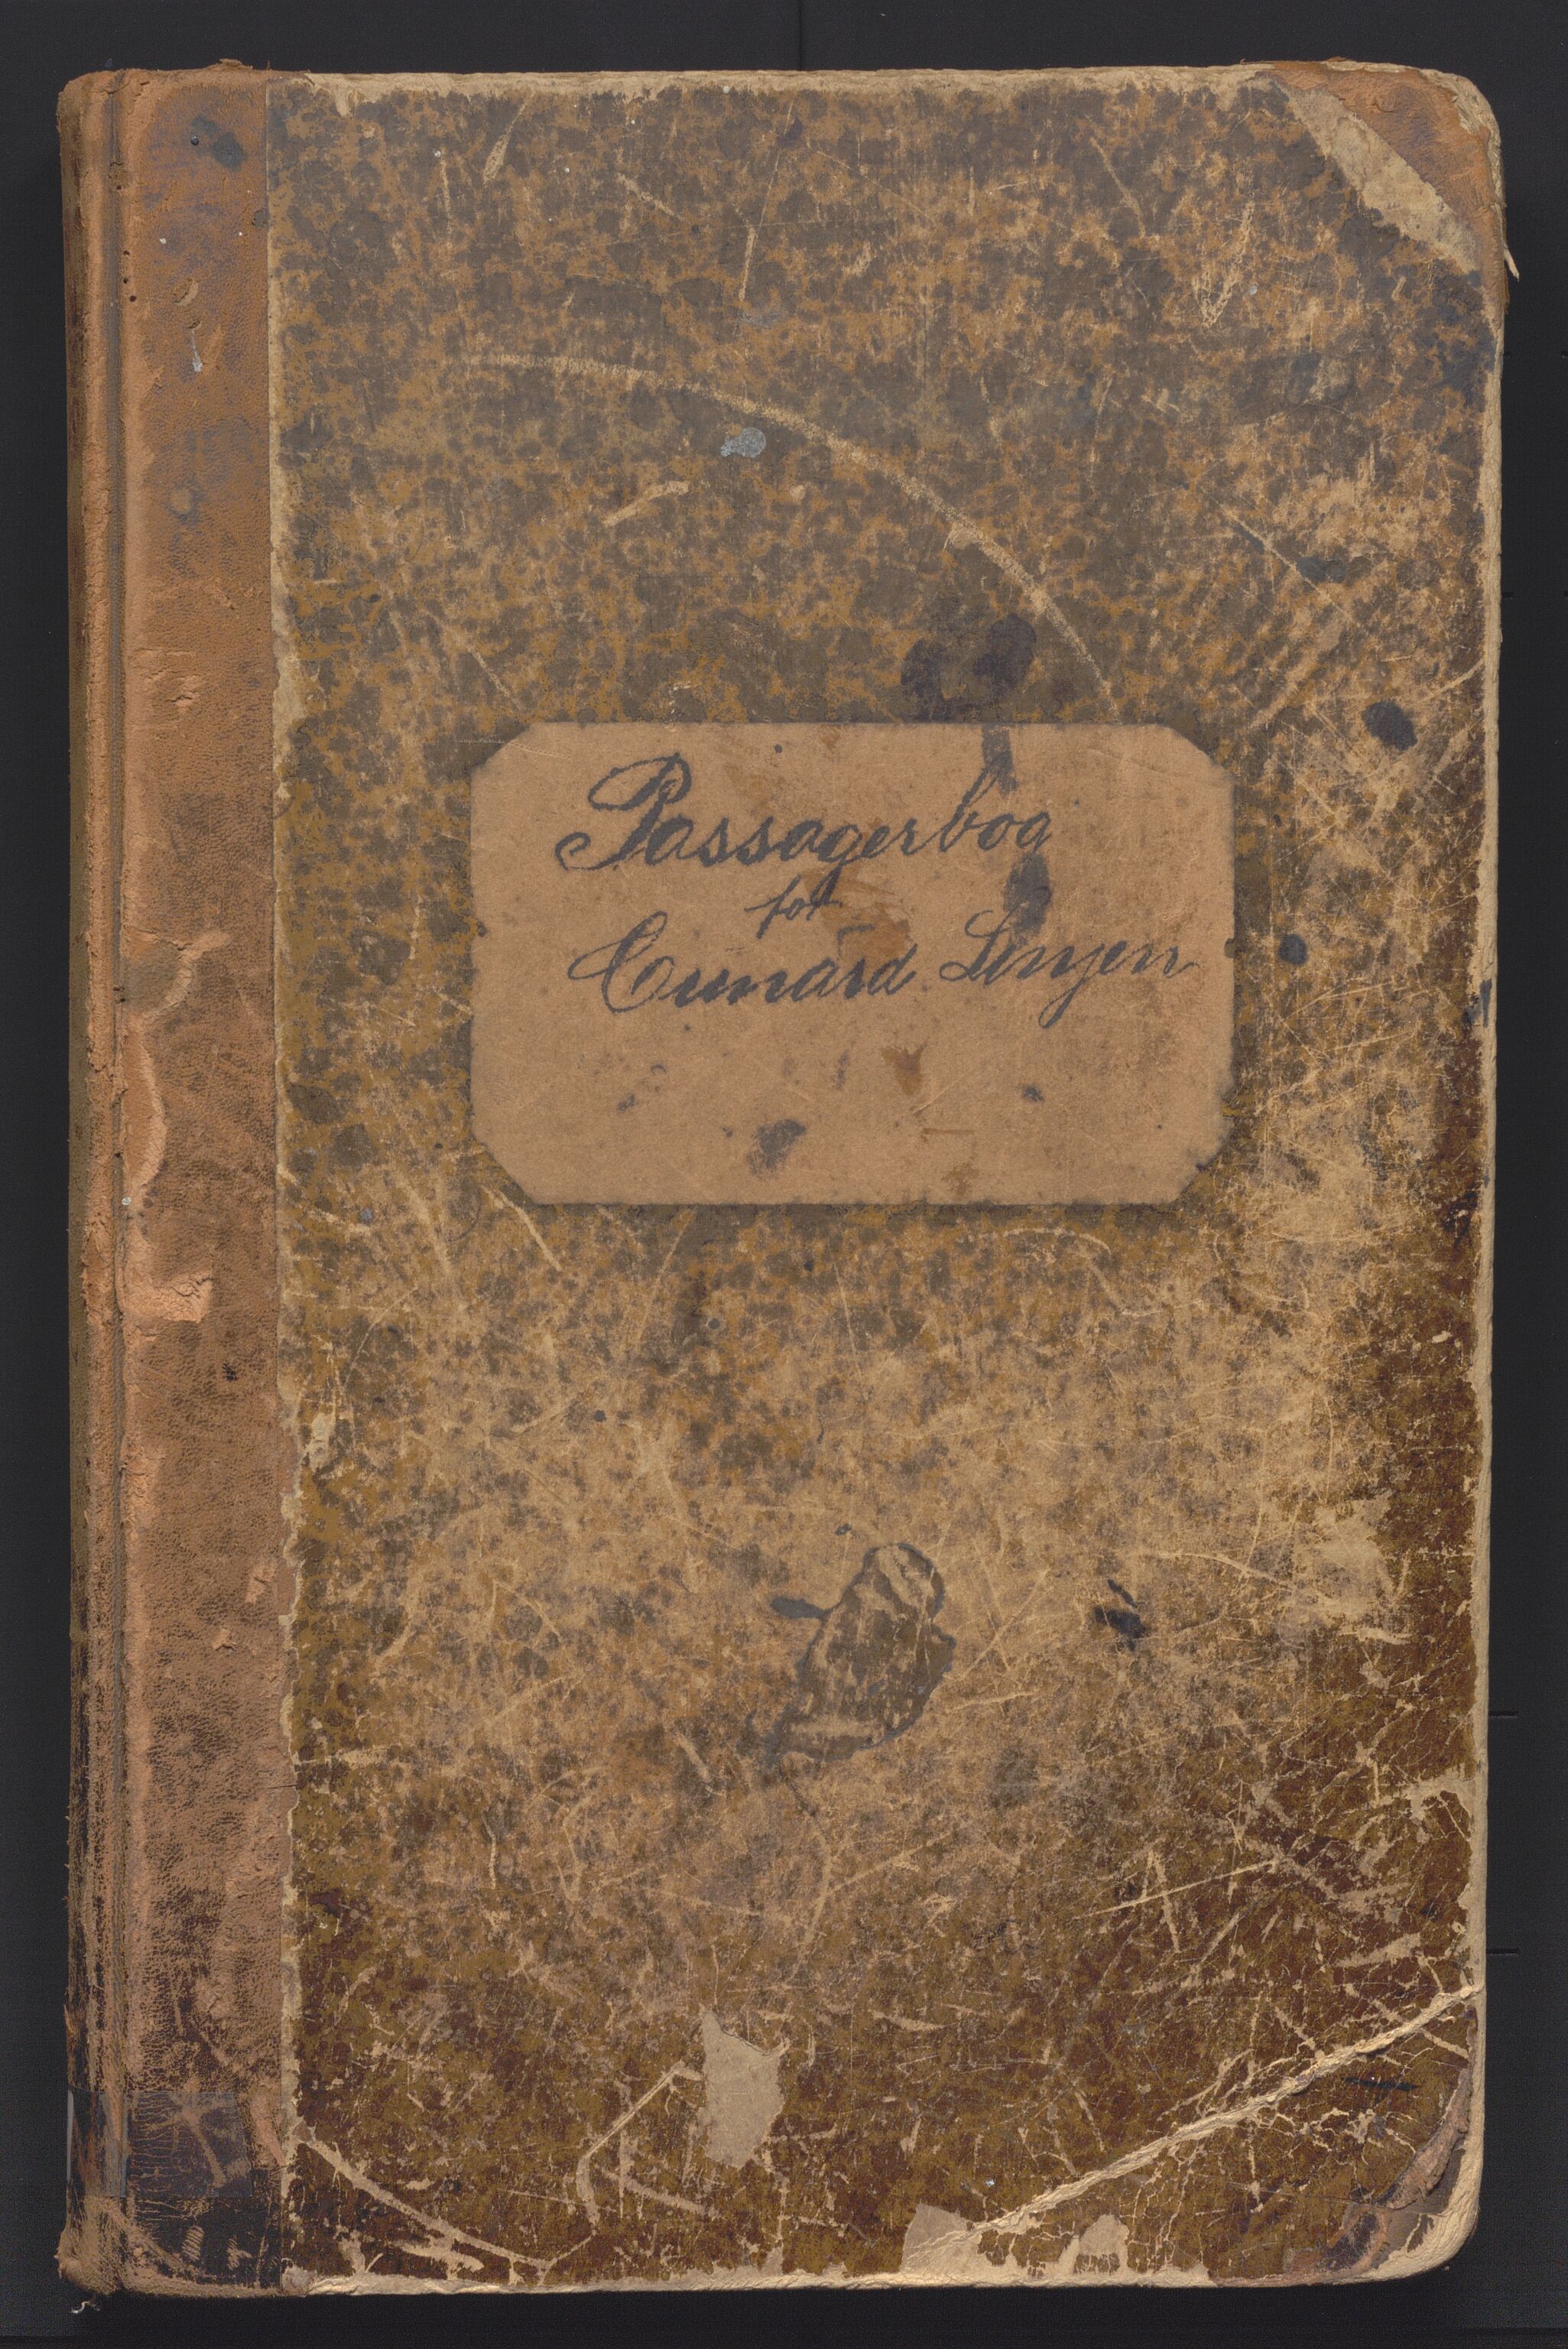 Passagerbog
for
Cunard Linjen